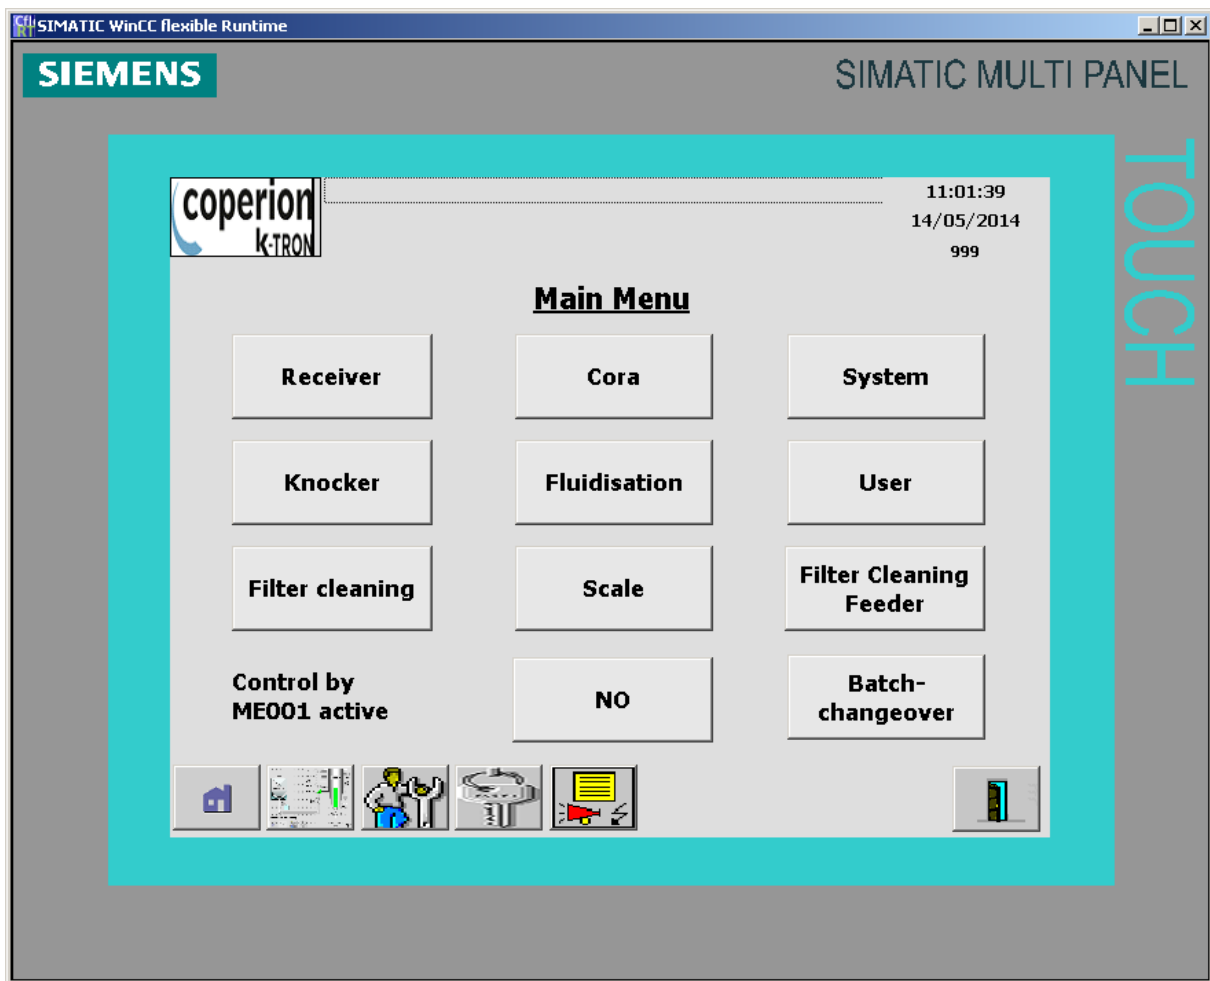 SIMATIC WinCC flexible Runtime
SIEMENS
SIMATIC MULTI PANEL
TOUCH
coperion
K-TRON
11:01:39
14/05/2014
999
Main Menu
Receiver
Cora
System
Knocker
Fluidisation
User
Filter cleaning
Scale
Filter Cleaning
Feeder
Control by
ME001 active
NO
Batch-
changeover